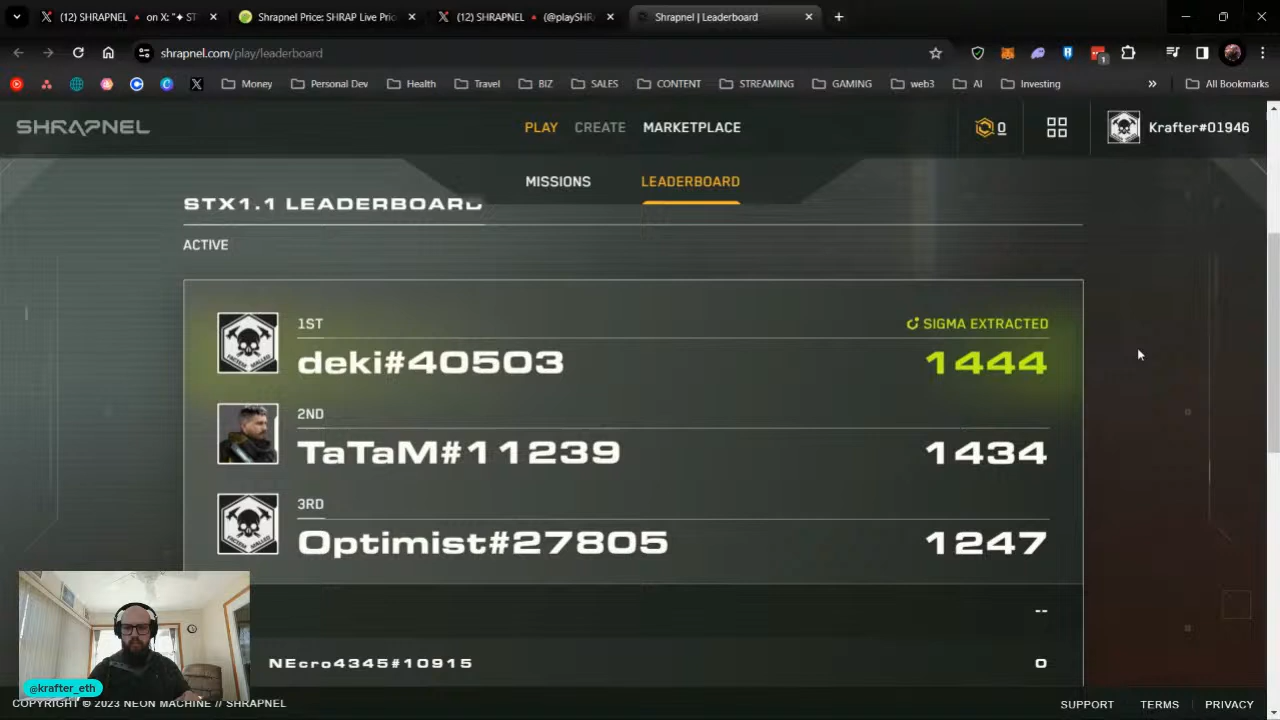 (12) SHRAPNEL 🔺 on X: "✦ ST
Shrapnel Price: SHRAP Live Pric
(12) SHRAPNEL 🔺 (@playSHR
Shrapnel | Leaderboard
shrapnel.com/play/leaderboard
1
Money
Personal Dev
Health
Travel
BIZ
SALES
CONTENT
STREAMING
GAMING
web3
AI
Investing
All Bookmarks
SHRAPNEL
PLAY
CREATE
MARKETPLACE
0
Krafter#01946
MISSIONS
LEADERBOARD
STX1.1 LEADERBOARD
ACTIVE
1ST
SIGMA EXTRACTED
deki#40503
1444
2ND
TaTaM#11239
1434
3RD
Optimist#27805
1247
--
NEcro4345#10915
0
@krafter_eth
COPYRIGHT © 2023 NEON MACHINE // SHRAPNEL
SUPPORT
TERMS
PRIVACY